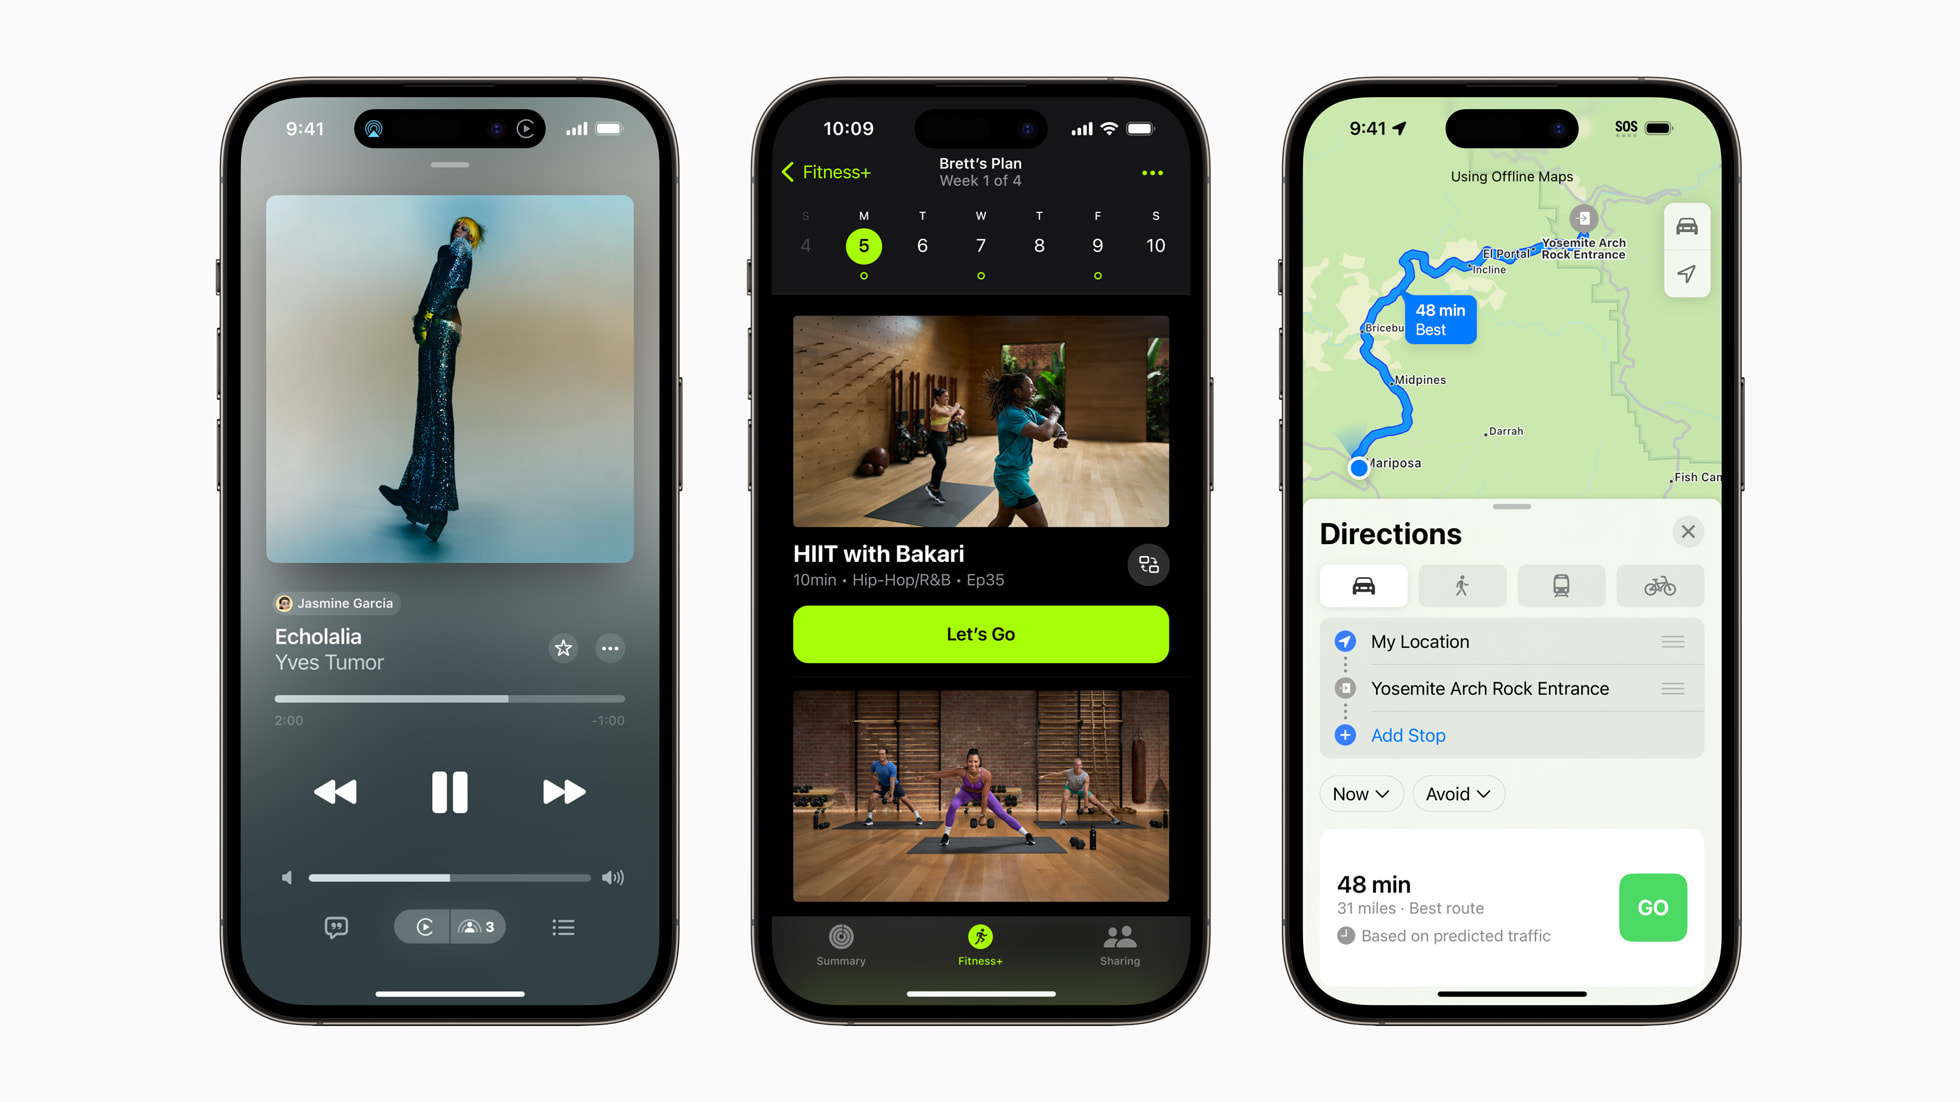 9:41
Jasmine Garcia
Echolalia
Yves Tumor
2:00 -1:00
3
10:09
Fitness+
Brett's Plan
Week 1 of 4
S M T W T F S
4 5 6 7 8 9 10
HIIT with Bakari
10min • Hip-Hop/R&B • Ep35
Let's Go
Summary Fitness+ Sharing
9:41 SOS
Using Offline Maps
Yosemite Arch
Rock Entrance
El Portal
Incline
48 min
Best
Bricebu
Midpines
Darrah
Mariposa
Fish Can
Directions
My Location
Yosemite Arch Rock Entrance
Add Stop
Now Avoid
48 min
31 miles · Best route
Based on predicted traffic
GO